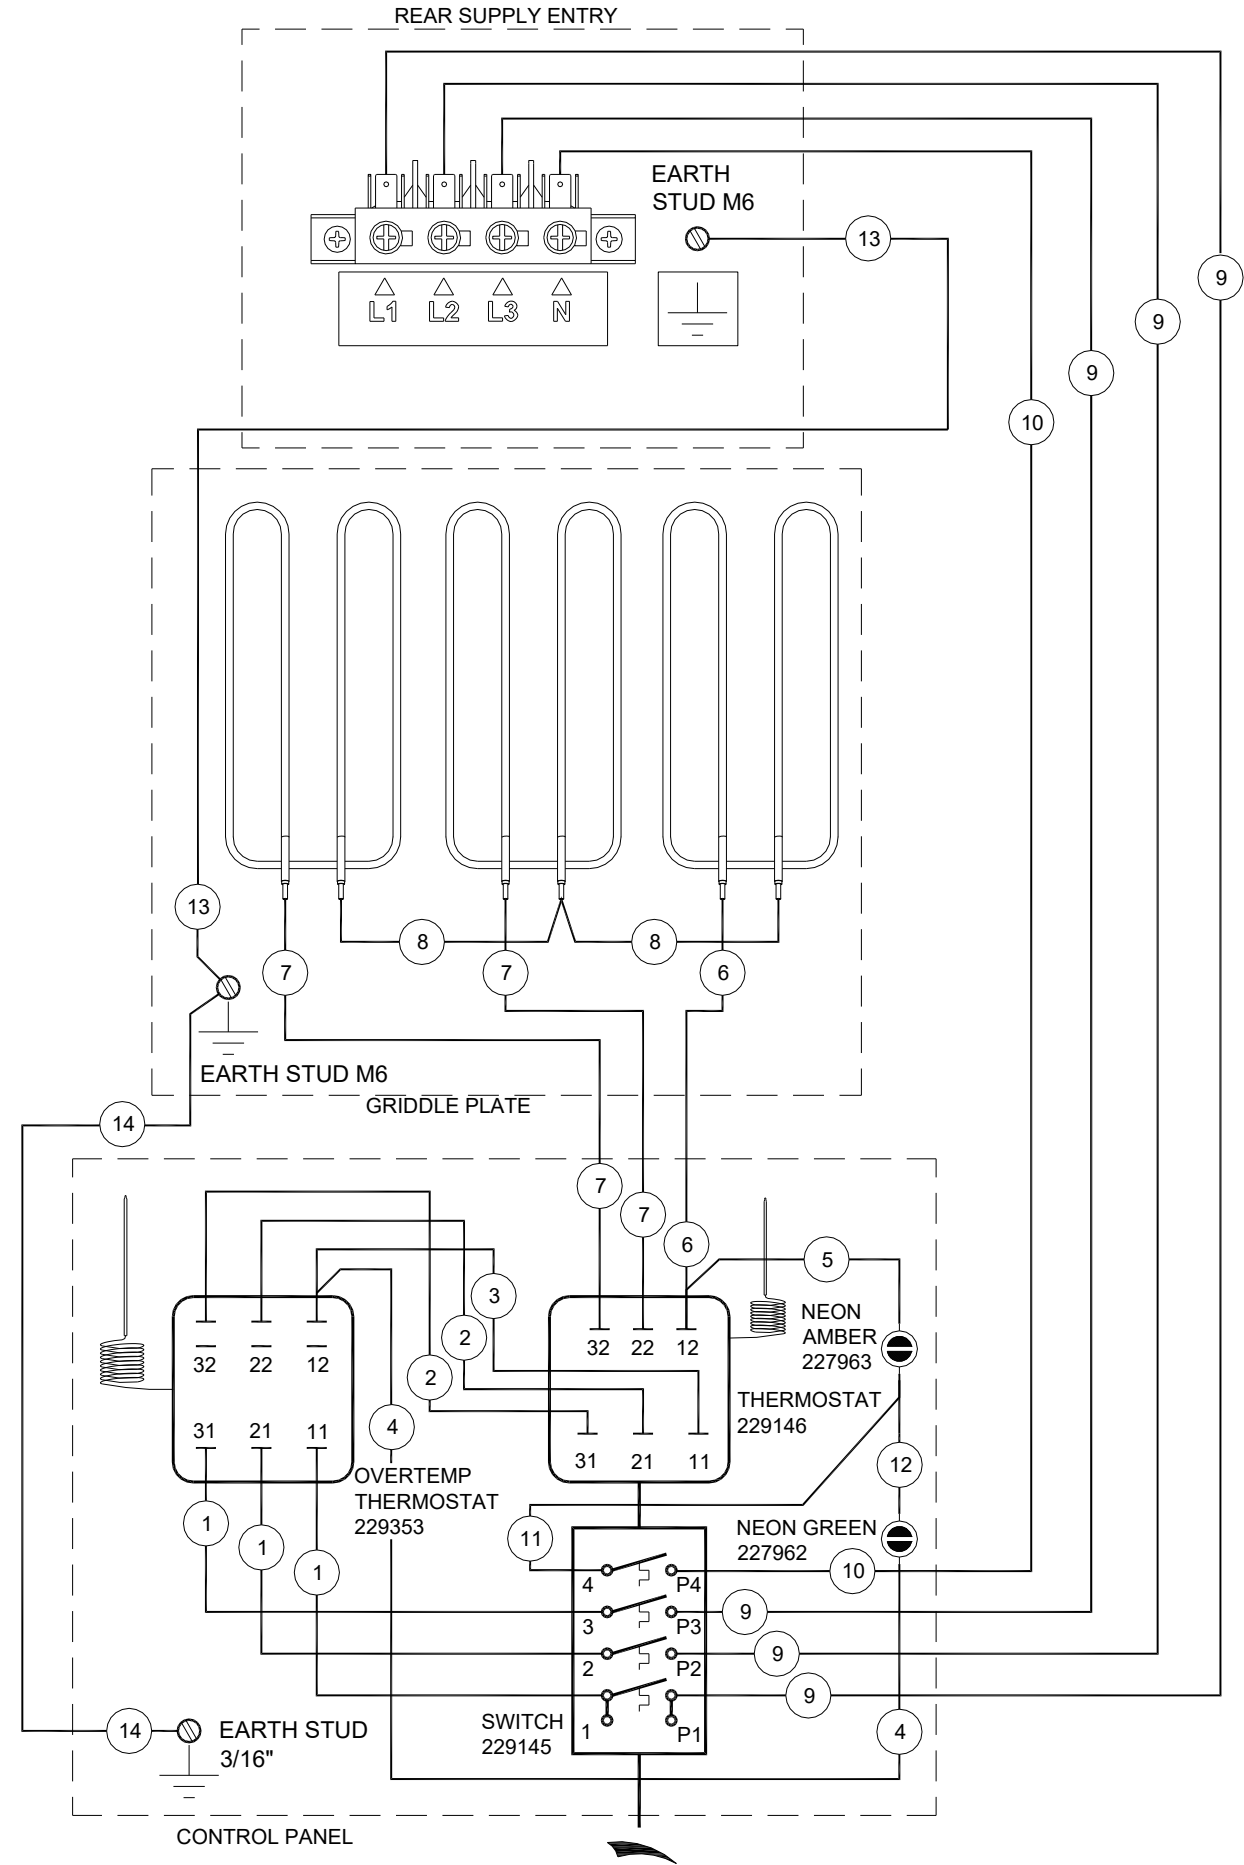 REAR SUPPLY ENTRY
EARTH
STUD M6
13
L1 L2 L3 N
9
9
9
10
13
8
8
7
7
6
EARTH STUD M6
GRIDDLE PLATE
14
7
7
6
5
3
2
2
4
32 22 12
31 21 11
32 22 12
31 21 11
NEON
AMBER
227963
THERMOSTAT
229146
12
OVERTEMP
THERMOSTAT
229353
1
1
1
11
NEON GREEN
227962
4 P4
10
3 P3
9
2 P2
9
1 P1
9
4
SWITCH
229145
14
EARTH STUD
3/16"
CONTROL PANEL